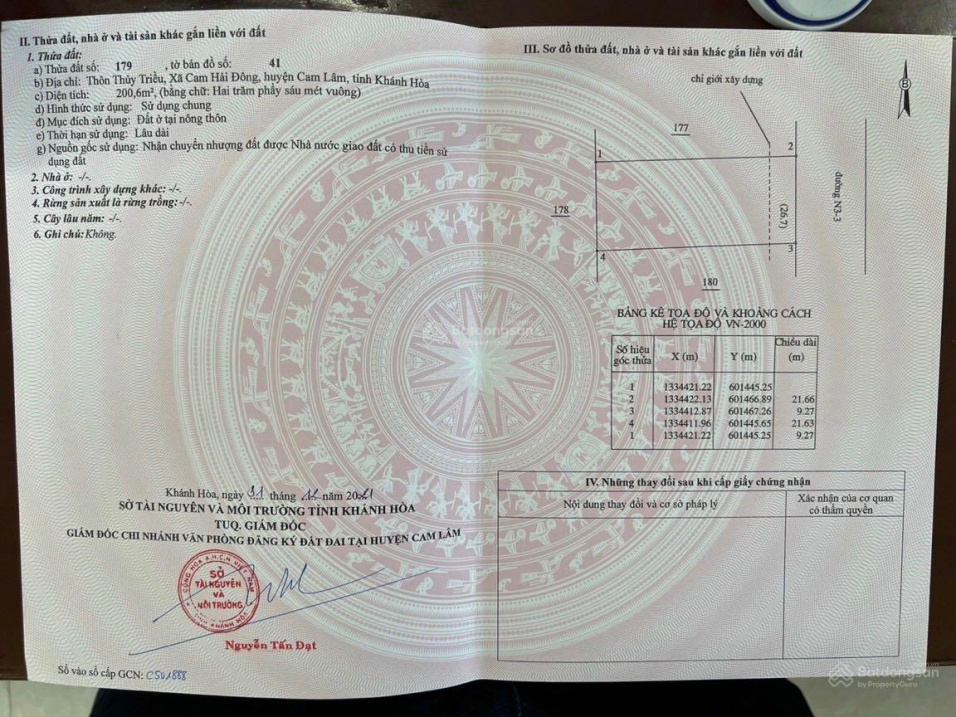 II. Thửa đất, nhà ở và tài sản khác gắn liền với đất
1. Thửa đất:
a) Thửa đất số: 179 , tờ bản đồ số: 41
b) Địa chỉ: Thôn Thủy Triều, Xã Cam Hải Đông, huyện Cam Lâm, tỉnh Khánh Hòa
c) Diện tích: 200,6m², (bằng chữ: Hai trăm phẩy sáu mét vuông)
d) Hình thức sử dụng: Sử dụng chung
đ) Mục đích sử dụng: Đất ở tại nông thôn
e) Thời hạn sử dụng: Lâu dài
g) Nguồn gốc sử dụng: Nhận chuyển nhượng đất được Nhà nước giao đất có thu tiền sử
dụng đất
2. Nhà ở: -/-.
3. Công trình xây dựng khác: -/-.
4. Rừng sản xuất là rừng trồng: -/-.
5. Cây lâu năm: -/-.
6. Ghi chú: Không.
Khánh Hòa, ngày tháng năm 2021
SỞ TÀI NGUYÊN VÀ MÔI TRƯỜNG TỈNH KHÁNH HÒA
TUQ. GIÁM ĐỐC
GIÁM ĐỐC CHI NHÁNH VĂN PHÒNG ĐĂNG KÝ ĐẤT ĐAI TẠI HUYỆN CAM LÂM
CỘNG HÒA X.H.C.N VIỆT NAM
SỞ
TÀI NGUYÊN
VÀ
MÔI TRƯỜNG
TỈNH KHÁNH HÒA
Nguyễn Tấn Đạt
Số vào sổ cấp GCN: CS01888
III. Sơ đồ thửa đất, nhà ở và tài sản khác gắn liền với đất
chỉ giới xây dựng
B
177
1
2
178
(26.7)
đường N3-3
3
4
180
BẢNG KÊ TỌA ĐỘ VÀ KHOẢNG CÁCH
HỆ TỌA ĐỘ VN-2000
Số hiệu góc thửa X (m) Y (m) Chiều dài (m)
1 1334421.22 601445.25
2 1334422.13 601466.89 21.66
3 1334412.87 601467.26 9.27
4 1334411.96 601445.65 21.63
1 1334421.22 601445.25 9.27
IV. Những thay đổi sau khi cấp giấy chứng nhận
Nội dung thay đổi và cơ sở pháp lý
Xác nhận của cơ quan
có thẩm quyền
Batdongsan
Batdongsan
by PropertyGuru